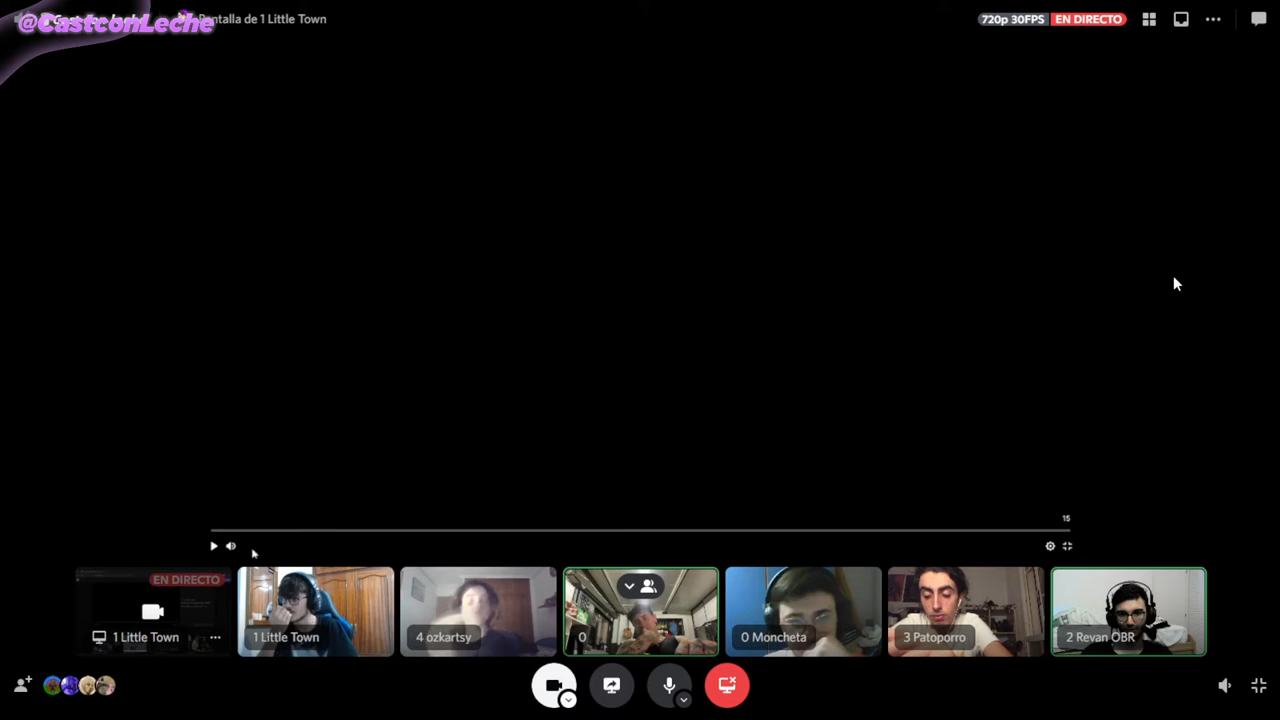 @CastconLeche
Pantalla de 1 Little Town
720p 30FPS
EN DIRECTO
15
EN DIRECTO
1 Little Town
1 Little Town
4 ozkartsy
0
0 Moncheta
3 Patoporro
2 Revan OBR